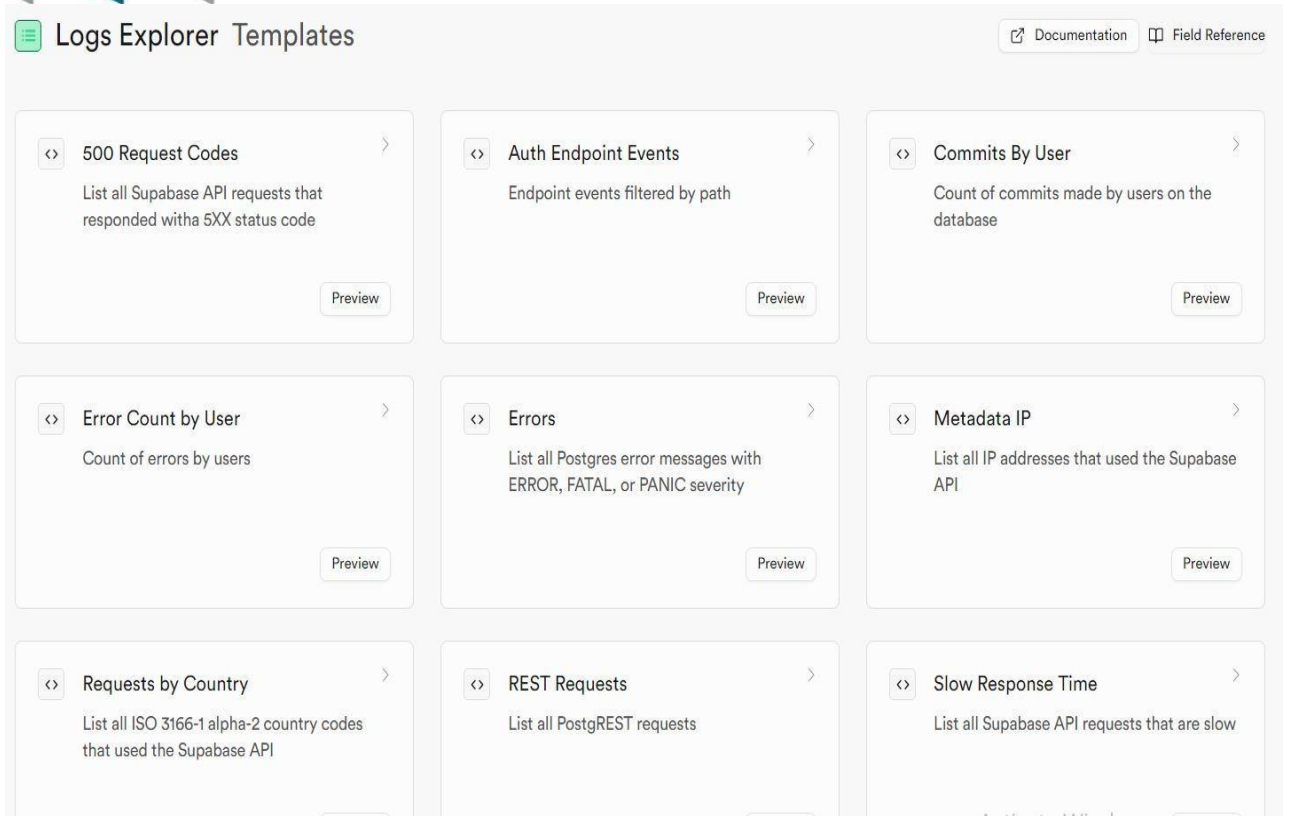 Logs Explorer Templates
Documentation
Field Reference
500 Request Codes
List all Supabase API requests that
responded witha 5XX status code
Preview
Auth Endpoint Events
Endpoint events filtered by path
Preview
Commits By User
Count of commits made by users on the
database
Preview
Error Count by User
Count of errors by users
Preview
Errors
List all Postgres error messages with
ERROR, FATAL, or PANIC severity
Preview
Metadata IP
List all IP addresses that used the Supabase
API
Preview
Requests by Country
List all ISO 3166-1 alpha-2 country codes
that used the Supabase API
REST Requests
List all PostgREST requests
Slow Response Time
List all Supabase API requests that are slow